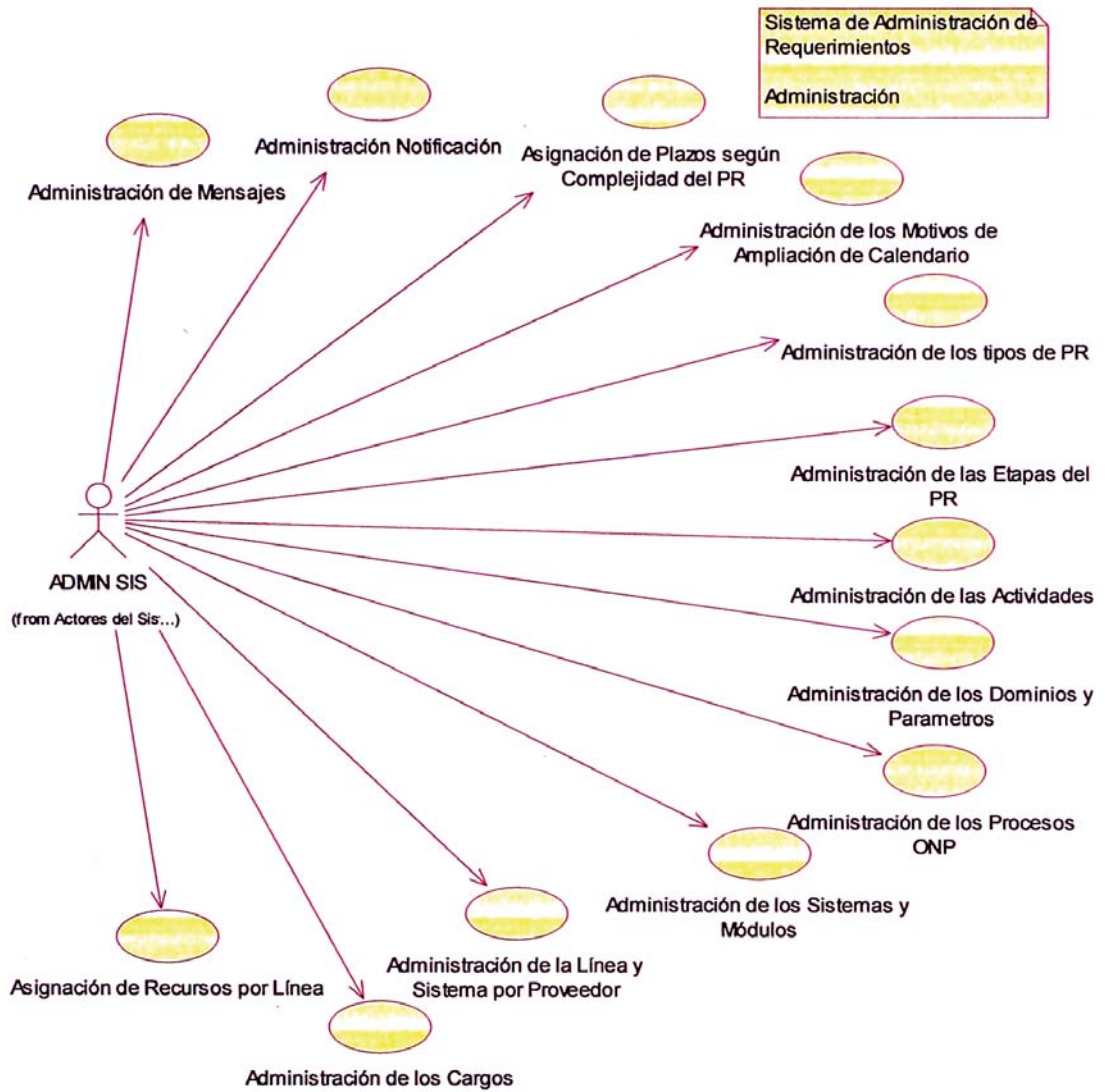 Sistema de Administración de
Requerimientos
Administración
Administración de Mensajes
Administración Notificación
Asignación de Plazos según
Complejidad del PR
Administración de los Motivos de
Ampliación de Calendario
Administración de los tipos de PR
Administración de las Etapas del
PR
Administración de las Actividades
Administración de los Dominios y
Parametros
Administración de los Procesos
ONP
Administración de los Sistemas y
Módulos
Administración de la Línea y
Sistema por Proveedor
Administración de los Cargos
Asignación de Recursos por Línea
ADMIN SIS
(from Actores del Sis...)